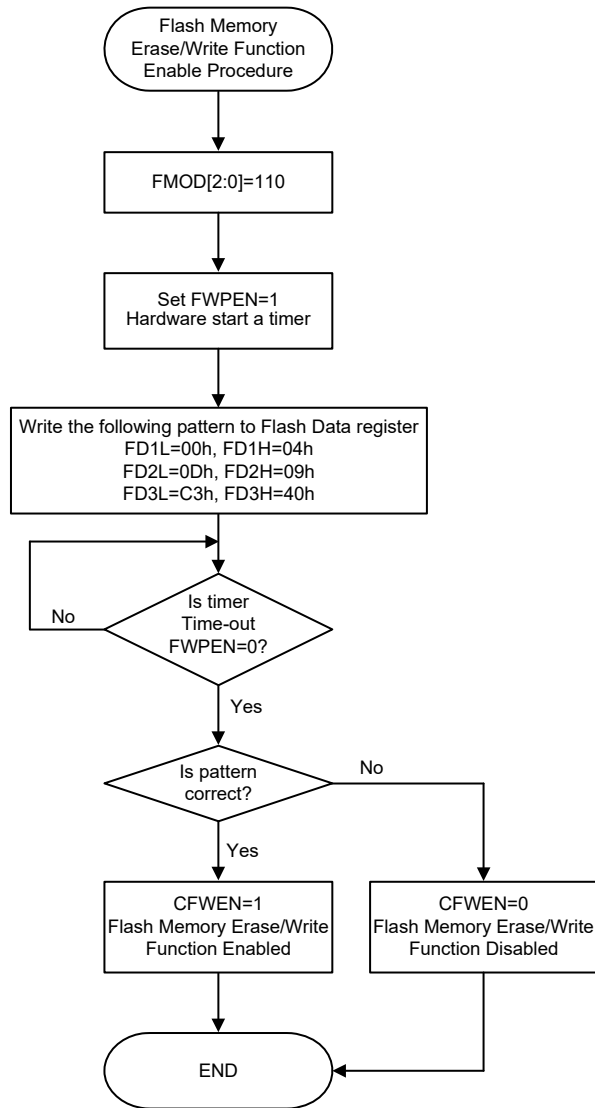 Flash Memory
Erase/Write Function
Enable Procedure
FMOD[2:0]=110
Set FWPEN=1
Hardware start a timer
Write the following pattern to Flash Data register
FD1L=00h, FD1H=04h
FD2L=0Dh, FD2H=09h
FD3L=C3h, FD3H=40h
Is timer
Time-out
FWPEN=0?
No
Yes
Is pattern
correct?
No
Yes
CFWEN=1
Flash Memory Erase/Write
Function Enabled
CFWEN=0
Flash Memory Erase/Write
Function Disabled
END